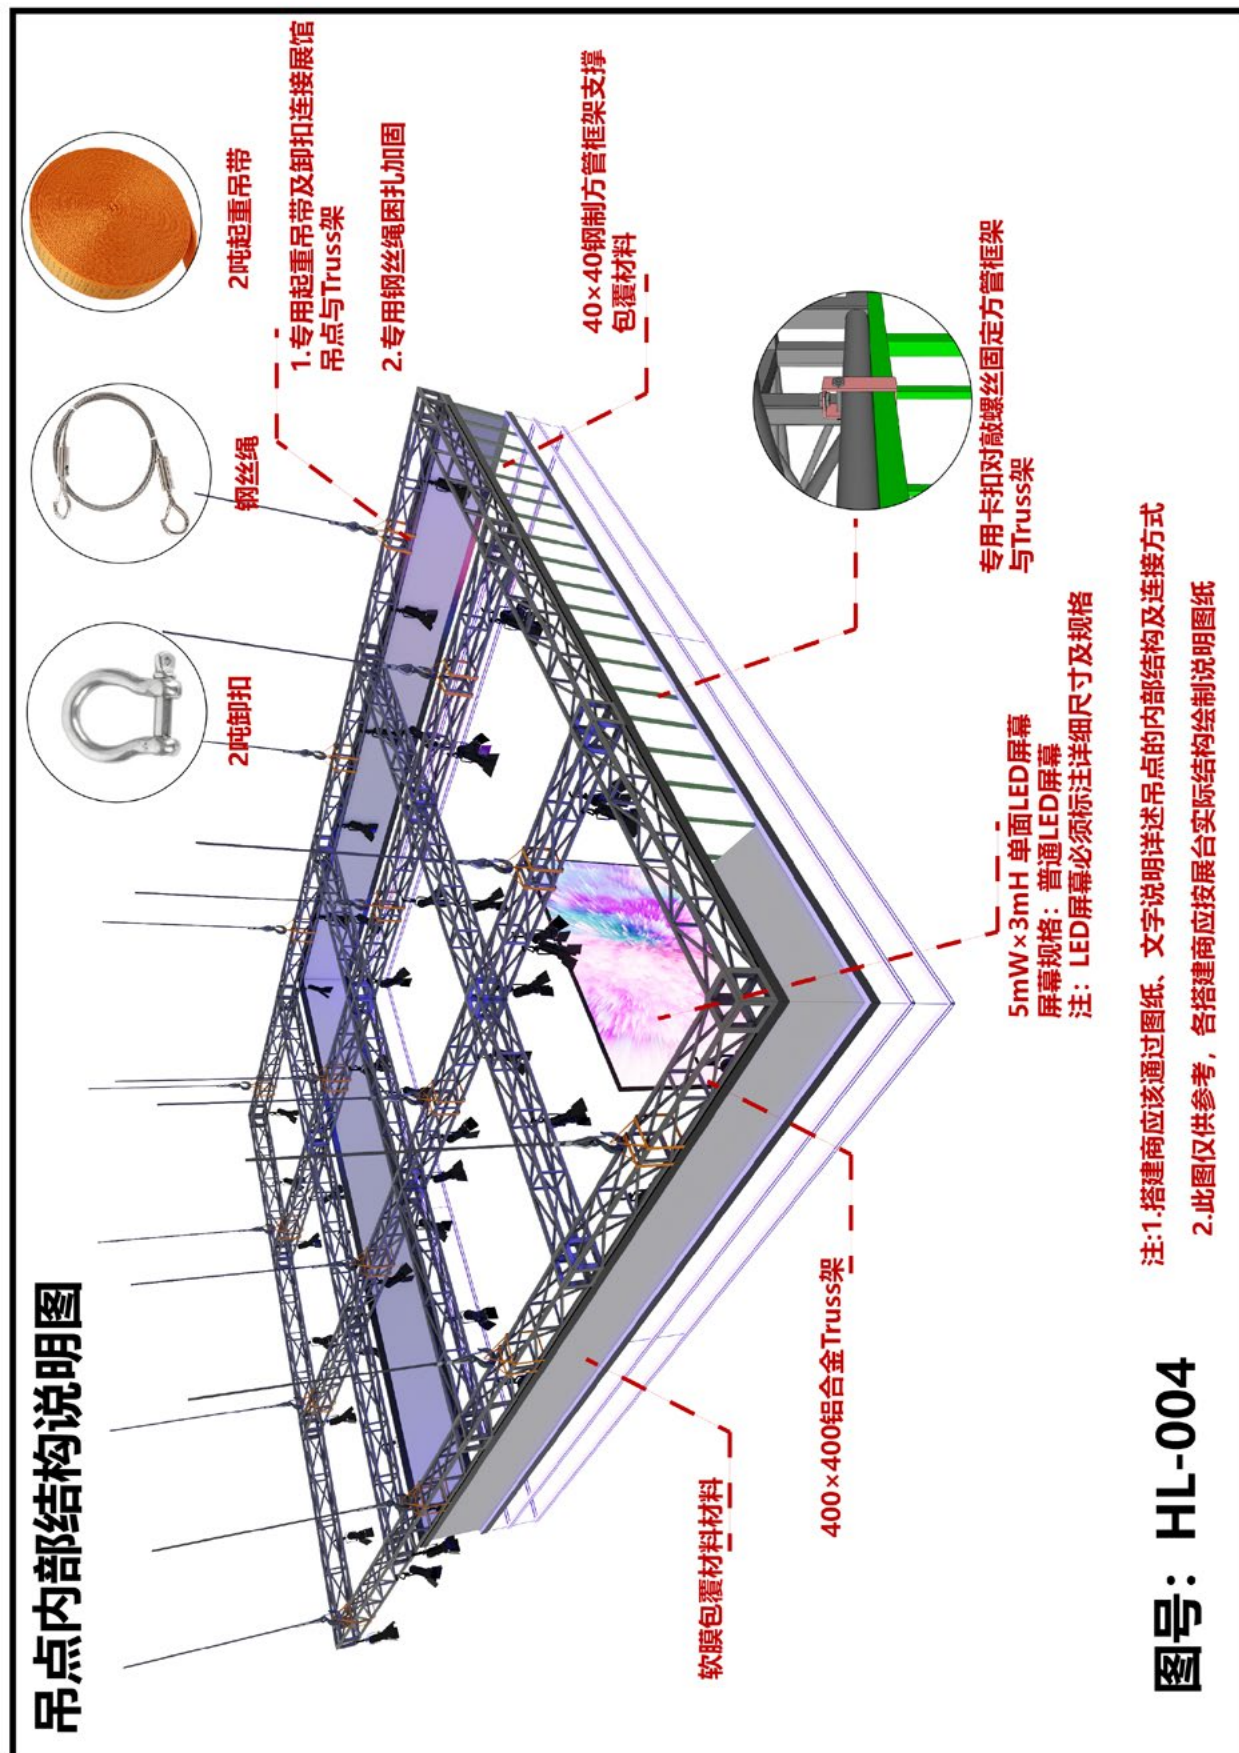 吊点内部结构说明图
2吨卸扣
钢丝绳
2吨起重吊带
1.专用起重吊带及卸扣连接展馆
吊点与Truss架
2.专用钢丝绳困扎加固
40×40钢制方管框架支撑
包覆材料
专用卡扣对敲螺丝固定方管框架
与Truss架
软膜包覆材料材料
400×400铝合金Truss架
5mW×3mH 单面LED屏幕
屏幕规格：普通LED屏幕
注：LED屏幕必须标注详细尺寸及规格
注:1.搭建商应该通过图纸、文字说明详述吊点的内部结构及连接方式
2.此图仅供参考，各搭建商应按展台实际结构绘制说明图纸
图号：HL-004